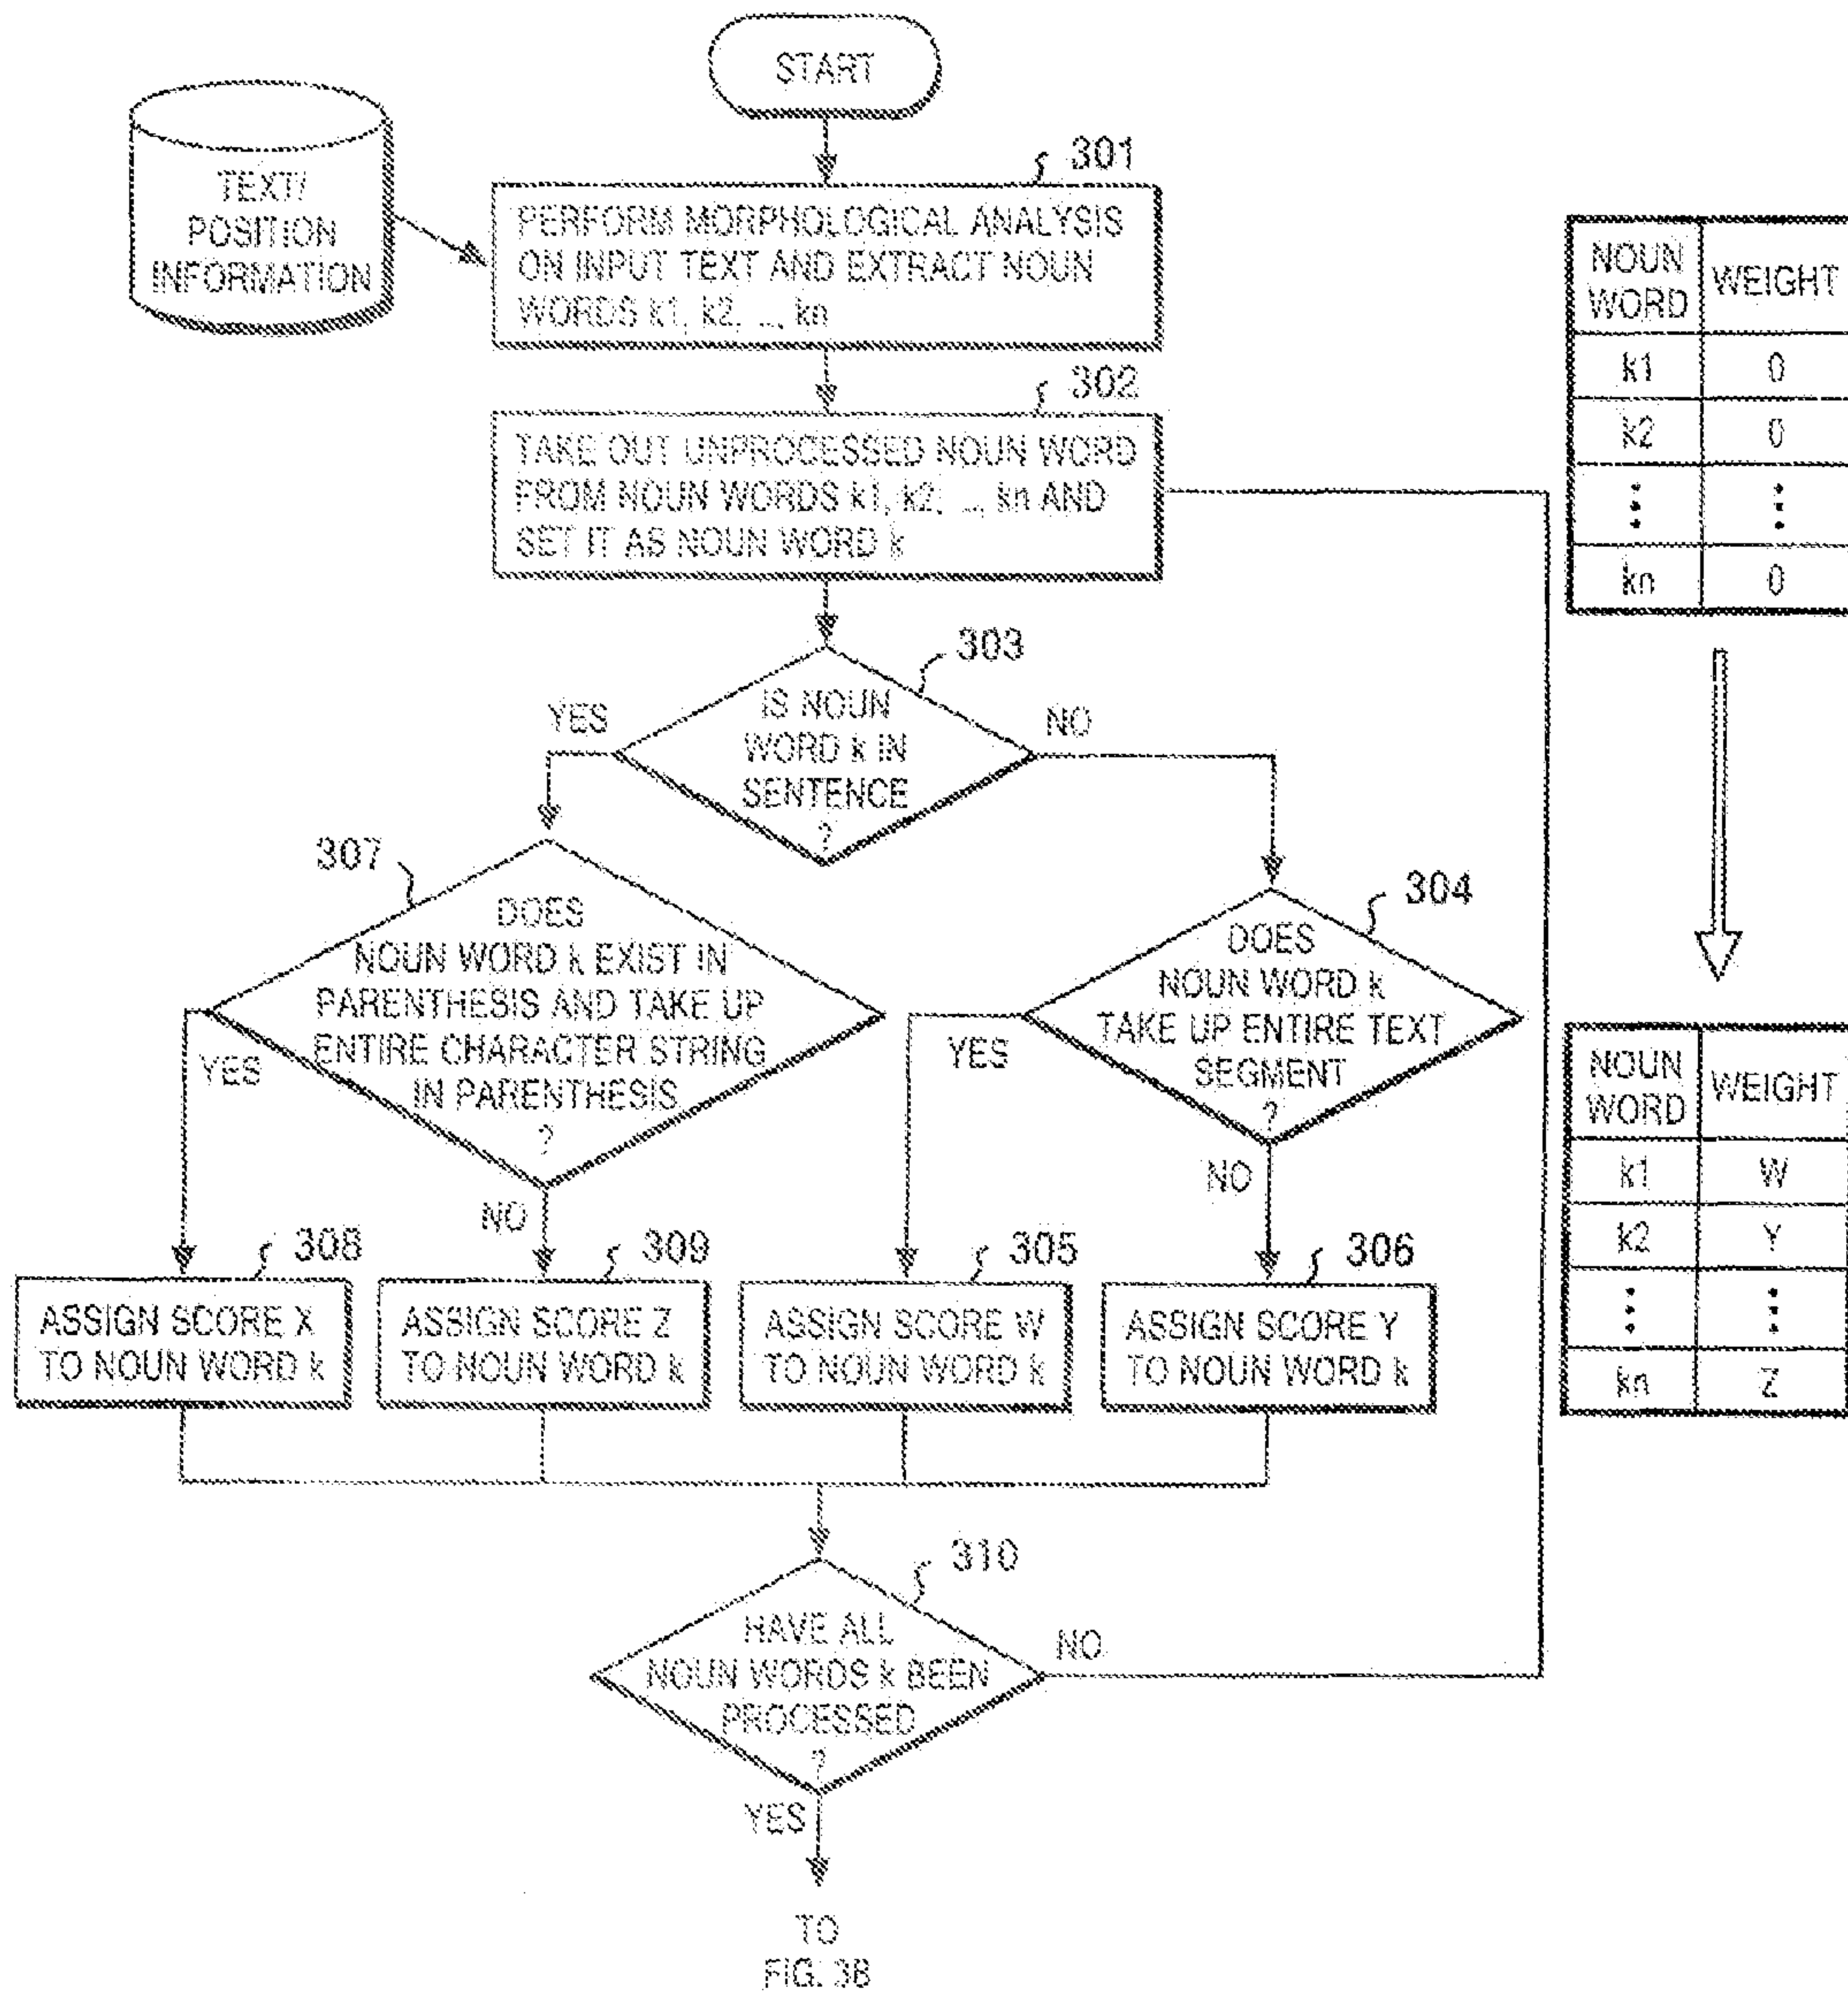 START
TEXT/
POSITION
INFORMATION
301
PERFORM MORPHOLOGICAL ANALYSIS
ON INPUT TEXT AND EXTRACT NOUN
WORDS k1, k2, ..., kn
302
TAKE OUT UNPROCESSED NOUN WORD
FROM NOUN WORDS k1, k2, ..., kn AND
SET IT AS NOUN WORD k
303
IS NOUN
WORD k IN
SENTENCE
?
YES
NO
307
DOES
NOUN WORD k EXIST IN
PARENTHESIS AND TAKE UP
ENTIRE CHARACTER STRING
IN PARENTHESIS
?
YES
NO
304
DOES
NOUN WORD k
TAKE UP ENTIRE TEXT
SEGMENT
?
YES
NO
308
ASSIGN SCORE X
TO NOUN WORD k
309
ASSIGN SCORE Z
TO NOUN WORD k
305
ASSIGN SCORE W
TO NOUN WORD k
306
ASSIGN SCORE Y
TO NOUN WORD k
310
HAVE ALL
NOUN WORDS k BEEN
PROCESSED
?
NO
YES
TO
FIG. 3B
NOUN WORD WEIGHT
k1 0
k2 0
kn 0
NOUN WORD WEIGHT
k1 W
k2 Y
kn Z